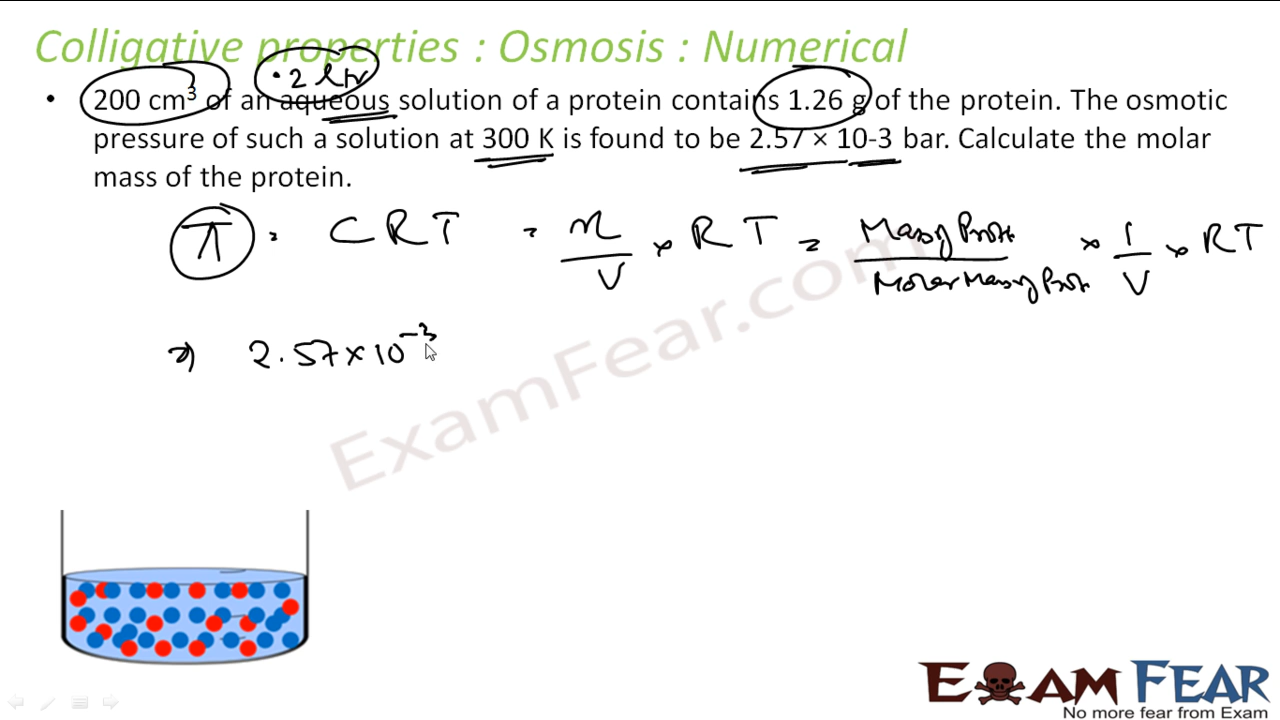 Colligative properties : Osmosis : Numerical
.2 ltr
• 200 cm³ of an aqueous solution of a protein contains 1.26 g of the protein. The osmotic
pressure of such a solution at 300 K is found to be 2.57 × 10-3 bar. Calculate the molar
mass of the protein.
π = CRT = n/V × RT = Mass of Prot/Molar Mass of Prot × 1/V × RT
⇒ 2.57 × 10⁻³
ExamFear.com
EXAM FEAR
No more fear from Exam